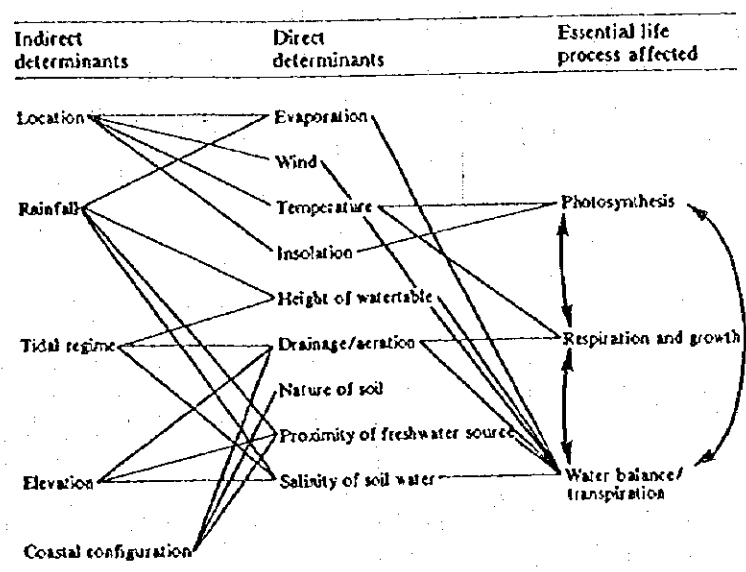 Indirect
determinants
Direct
determinants
Essential life
process affected
Location
Evaporation
Wind
Rainfall
Temperature
Photosynthesis
Insolation
Height of watertable
Tidal regime
Drainage/aeration
Respiration and growth
Nature of soil
Proximity of freshwater source
Elevation
Salinity of soil water
Water balance/
transpiration
Coastal configuration